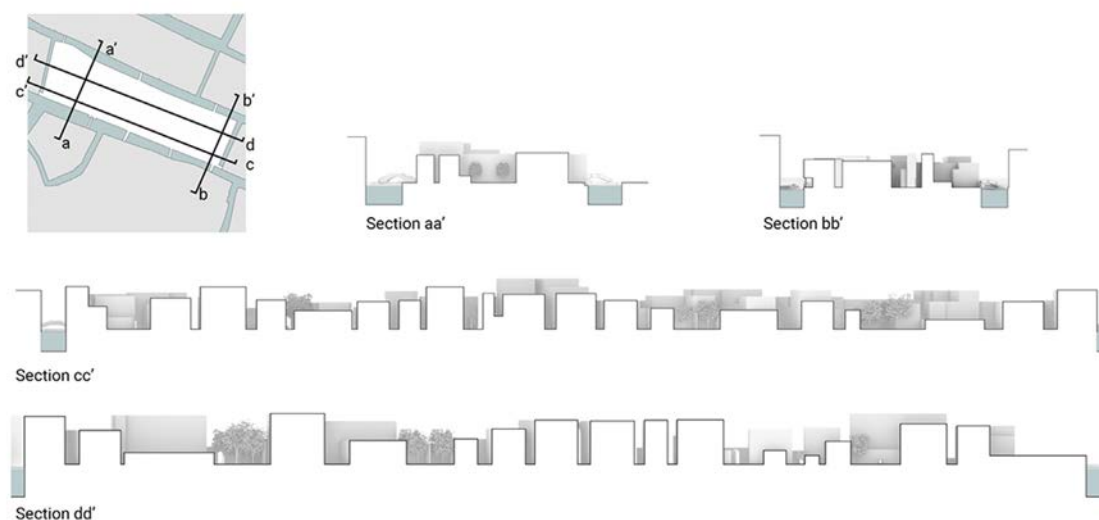 a'
d'
c'
b'
a
d
c
b
Section aa'
Section bb'
Section cc'
Section dd'